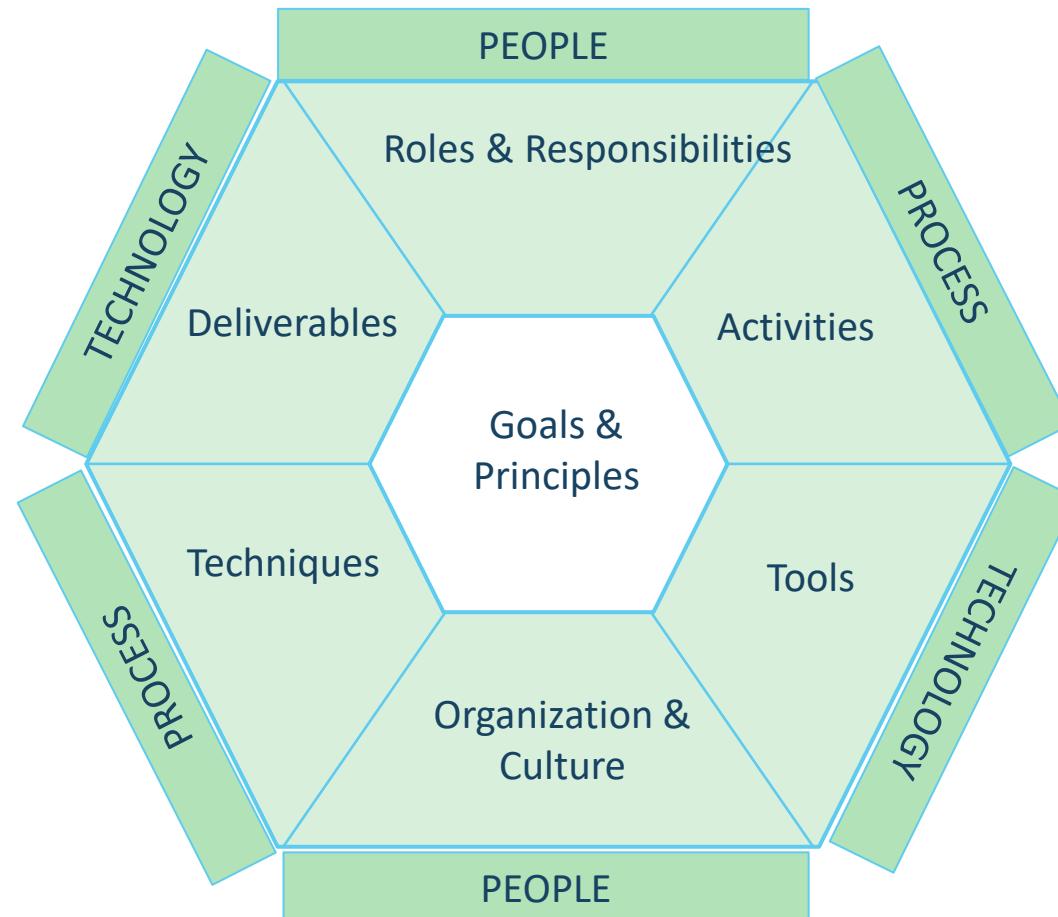 PEOPLE
Roles & Responsibilities
TECHNOLOGY
PROCESS
Deliverables
Activities
Goals &
Principles
Techniques
Tools
PROCESS
TECHNOLOGY
Organization &
Culture
PEOPLE